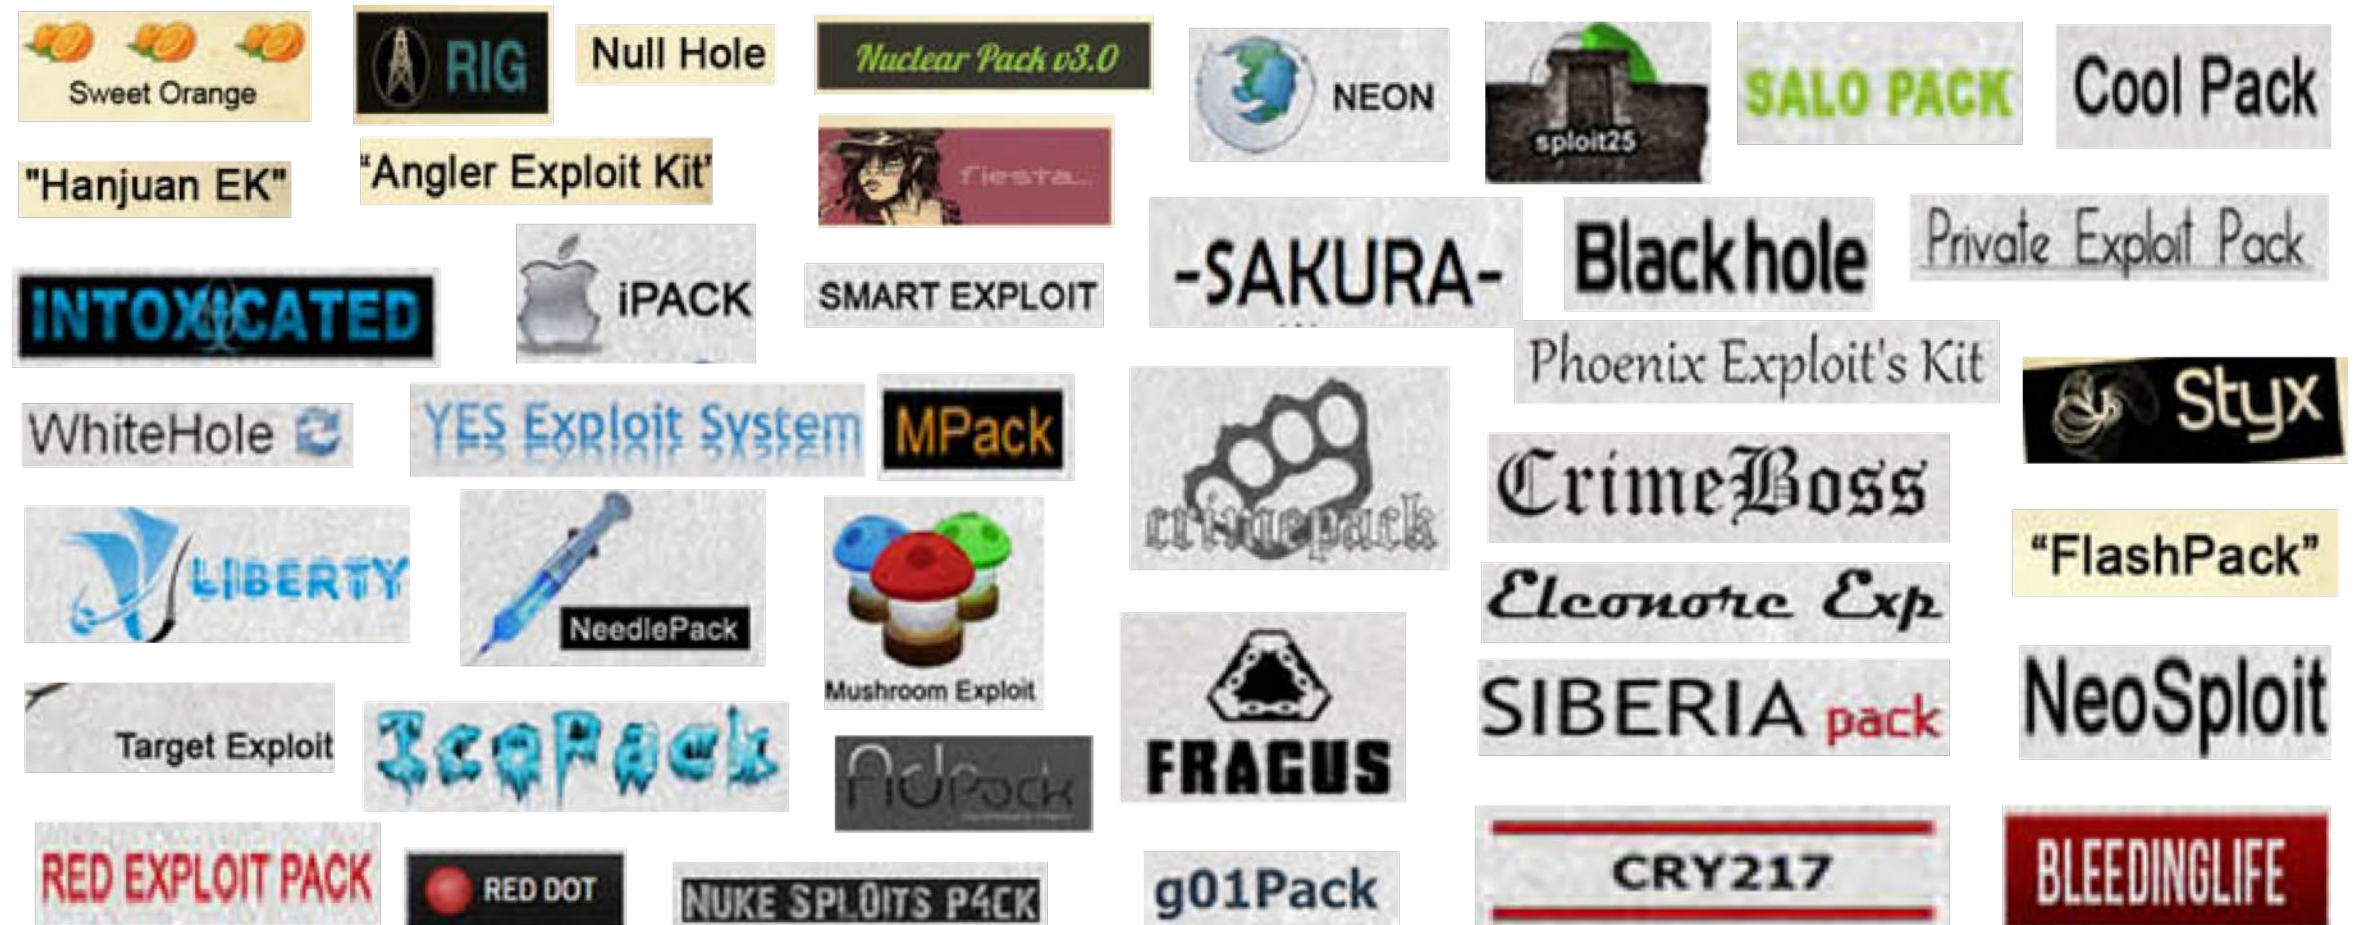 Sweet Orange
RIG
Null Hole
Nuclear Pack v3.0
NEON
sploit25
SALO PACK
Cool Pack
"Hanjuan EK"
“Angler Exploit Kit’
fiesta...
-SAKURA-
Blackhole
Private Exploit Pack
INTOXICATED
iPACK
SMART EXPLOIT
Phoenix Exploit's Kit
Styx
WhiteHole
YES Exploit System
MPack
crimepack
CrimeBoss
LIBERTY
NeedlePack
Mushroom Exploit
Eleonore Exp
“FlashPack”
Target Exploit
IcePack
AdPack
FRAGUS
SIBERIA pack
NeoSploit
RED EXPLOIT PACK
RED DOT
NUKE SPL0ITS P4CK
g01Pack
CRY217
BLEEDINGLIFE